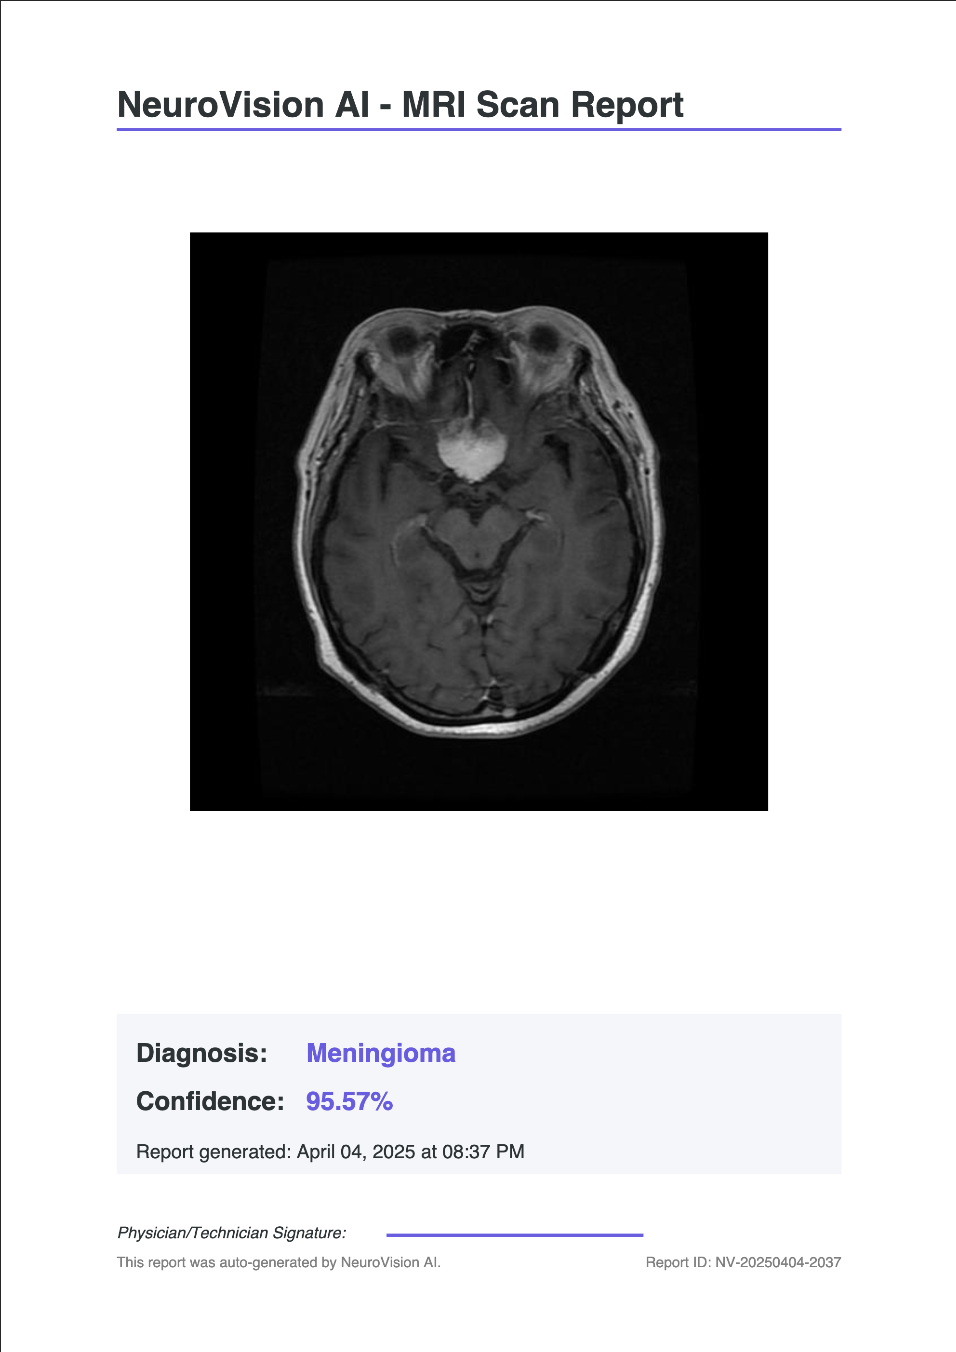 NeuroVision AI - MRI Scan Report
Diagnosis: Meningioma
Confidence: 95.57%
Report generated: April 04, 2025 at 08:37 PM
Physician/Technician Signature:
This report was auto-generated by NeuroVision AI. Report ID: NV-20250404-2037